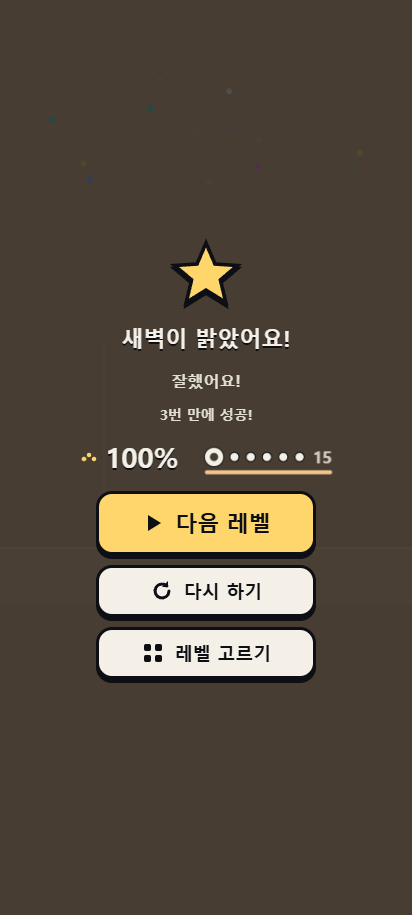 새벽이 밝았어요!
잘했어요!
3번 만에 성공!
100% 15
다음 레벨
다시 하기
레벨 고르기